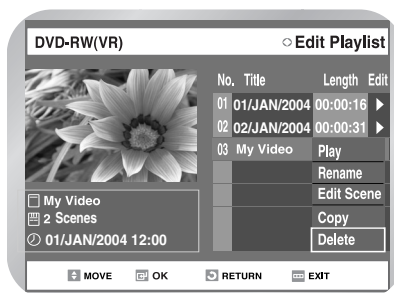 DVD-RW(VR) Edit Playlist
No. Title Length Edit
01 01/JAN/2004 00:00:16
02 02/JAN/2004 00:00:31
03 My Video Play
Rename
Edit Scene
Copy
Delete
My Video
2 Scenes
01/JAN/2004 12:00
MOVE OK RETURN EXIT